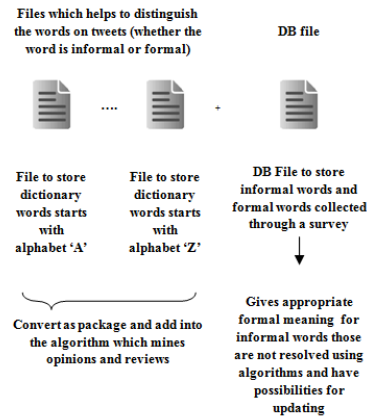 Files which helps to distinguish
the words on tweets (whether the
word is informal or formal)
DB file
....
+
File to store
dictionary
words starts
with
alphabet ‘A’
File to store
dictionary
words starts
with
alphabet ‘Z’
DB File to store
informal words and
formal words collected
through a survey
Convert as package and add into
the algorithm which mines
opinions and reviews
Gives appropriate
formal meaning for
informal words those
are not resolved using
algorithms and have
possibilities for
updating